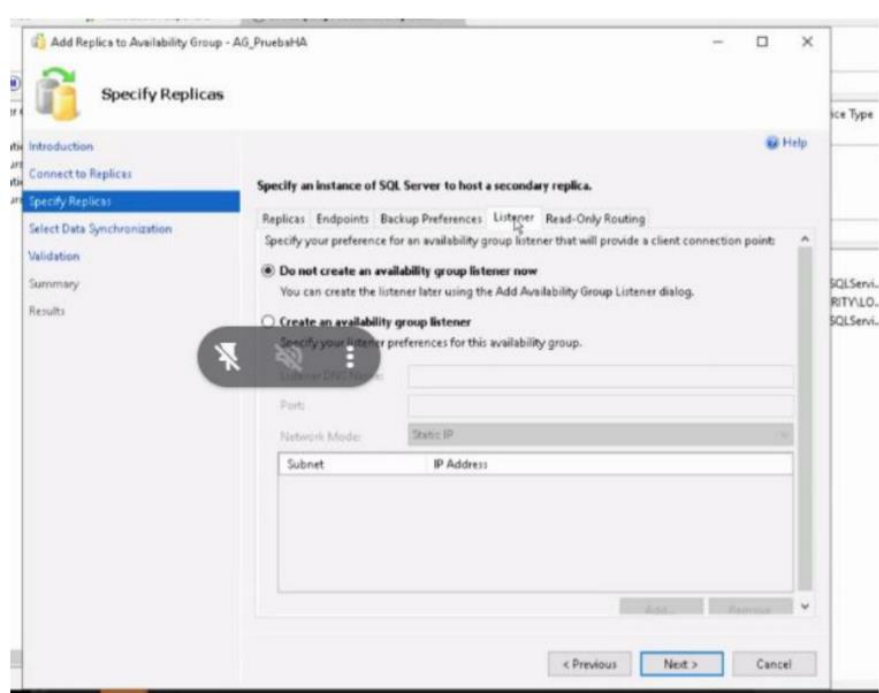 Add Replica to Availability Group - AG_PruebaHA
Specify Replicas
ice Type
Introduction
Help
Connect to Replicas
Specify an instance of SQL Server to host a secondary replica.
Specify Replicas
Replicas Endpoints Backup Preferences Listener Read-Only Routing
Select Data Synchronization
Specify your preference for an availability group listener that will provide a client connection point:
Validation
Do not create an availability group listener now
Summary
You can create the listener later using the Add Availability Group Listener dialog.
SQLServi..
RITY\LO..
Results
Create an availability group listener
SQLServi..
Specify your listener preferences for this availability group.
Listener DNS Name:
Port:
Network Mode:
Static IP
Subnet IP Address
Add... Remove
< Previous Next > Cancel